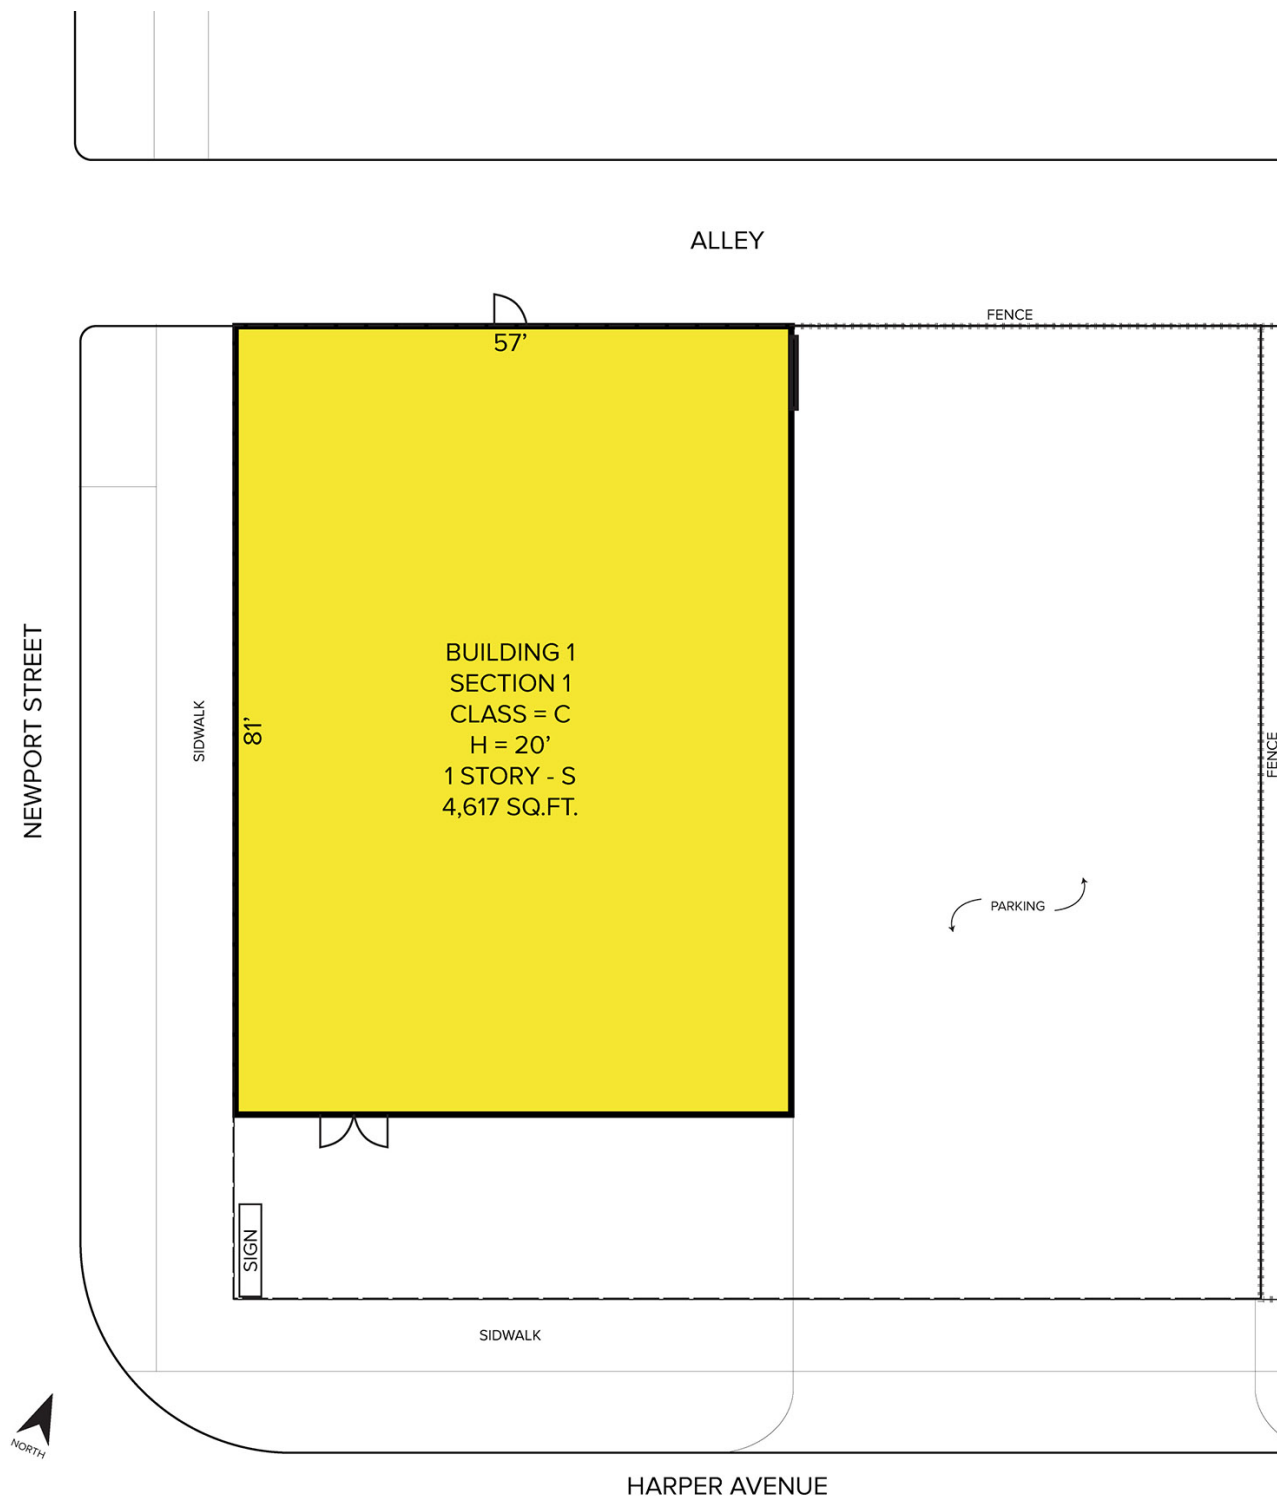 ALLEY
FENCE
57’
NEWPORT STREET
SIDWALK
81’
BUILDING 1
SECTION 1
CLASS = C
H = 20’
1 STORY - S
4,617 SQ.FT.
FENCE
PARKING
SIGN
SIDWALK
NORTH
HARPER AVENUE